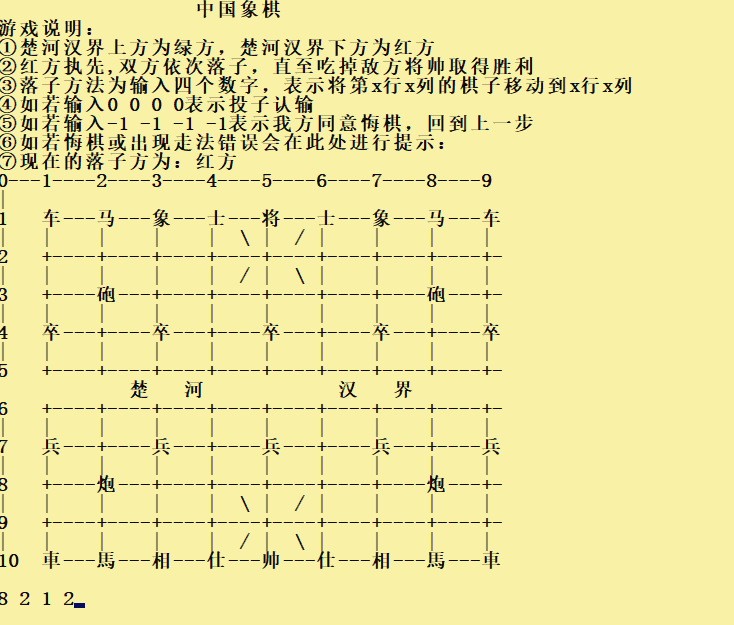 中国象棋
游戏说明：
①楚河汉界上方为绿方，楚河汉界下方为红方
②红方执先,双方依次落子，直至吃掉敌方将帅取得胜利
③落子方法为输入四个数字，表示将第x行x列的棋子移动到x行x列
④如若输入0 0 0 0表示投子认输
⑤如若输入-1 -1 -1 -1表示我方同意悔棋，回到上一步
⑥如若悔棋或出现走法错误会在此处进行提示：
⑦现在的落子方为：红方
0---1----2----3----4----5----6----7----8----9
|
1   车---马---象---士---将---士---象---马---车
|   |    |    |    |  \ |  / |    |    |    |
2   +----+----+----+----+----+----+----+----+-
|   |    |    |    |  / |  \ |    |    |    |
3   +----砲---+----+----+----+----+----砲---+-
|   |    |    |    |    |    |    |    |    |
4   卒---+----卒---+----卒---+----卒---+----卒
|   |    |    |    |    |    |    |    |    |
5   +----+----+----+----+----+----+----+----+-
楚 河 汉 界
6   +----+----+----+----+----+----+----+----+-
|   |    |    |    |    |    |    |    |    |
7   兵---+----兵---+----兵---+----兵---+----兵
|   |    |    |    |    |    |    |    |    |
8   +----炮---+----+----+----+----+----炮---+-
|   |    |    |    |  \ |  / |    |    |    |
9   +----+----+----+----+----+----+----+----+-
|   |    |    |    |  / |  \ |    |    |    |
10  車---馬---相---仕---帅---仕---相---馬---車
8 2 1 2